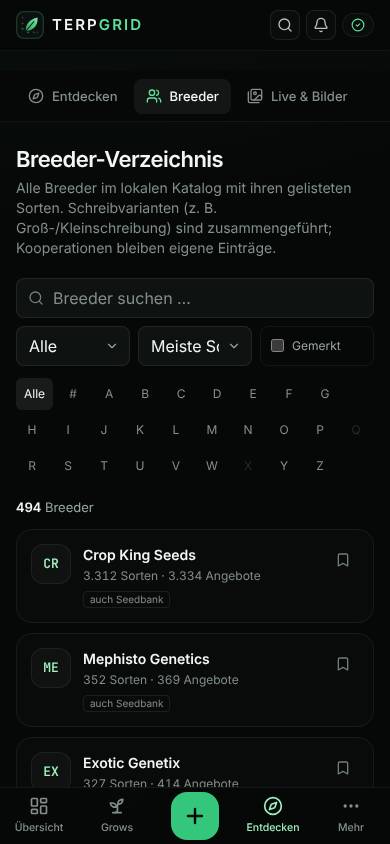 TERPGRID
Entdecken Breeder Live & Bilder
Breeder-Verzeichnis
Alle Breeder im lokalen Katalog mit ihren gelisteten
Sorten. Schreibvarianten (z. B.
Groß-/Kleinschreibung) sind zusammengeführt;
Kooperationen bleiben eigene Einträge.
Breeder suchen ...
Alle Meiste So Gemerkt
Alle # A B C D E F G
H I J K L M N O P Q
R S T U V W X Y Z
494 Breeder
CR Crop King Seeds
3.312 Sorten · 3.334 Angebote
auch Seedbank
ME Mephisto Genetics
352 Sorten · 369 Angebote
auch Seedbank
EX Exotic Genetix
327 Sorten · 414 Angebote
Übersicht Grows Entdecken Mehr